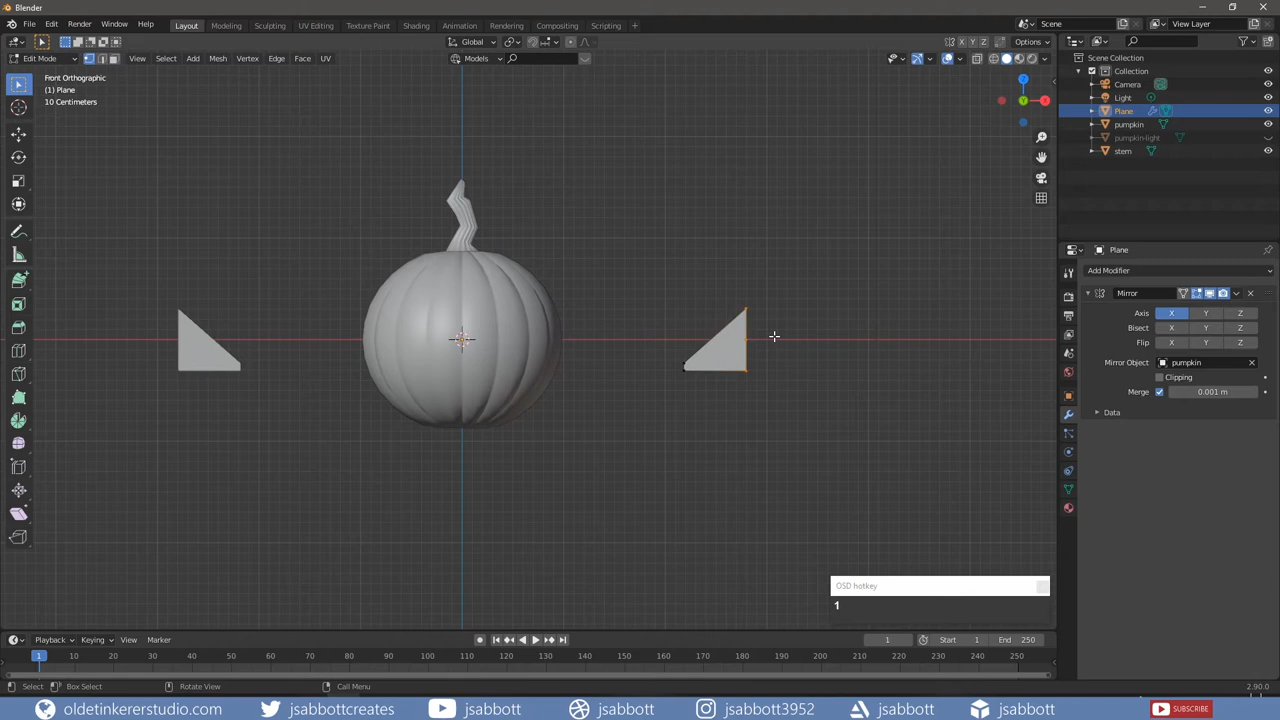 Blender
File Edit Render Window Help
Layout Modeling Sculpting UV Editing Texture Paint Shading Animation Rendering Compositing Scripting +
Scene
View Layer
Global
X Y Z
Options
Edit Mode
View Select Add Mesh Vertex Edge Face UV
Models
Front Orthographic
(1) Plane
10 Centimeters
Z
Y
X
Scene Collection
Collection
Camera
Light
Plane
pumpkin
pumpkin-light
stem
Plane
Add Modifier
Mirror
Axis X Y Z
Bisect X Y Z
Flip X Y Z
Mirror Object pumpkin
Clipping
Merge 0.001 m
Data
OSD hotkey
1
Playback Keying View Marker
1
Start 1
End 250
1 10 20 30 40 50 60 70 80 90 100 110 120 130 140 150 160 170 180 190 200 210 220 230 240 250
Select Box Select Rotate View Call Menu
2.90.0
oldetinkererstudio.com jsabbottcreates jsabbott jsabbott jsabbott3952 jsabbott jsabbott SUBSCRIBE